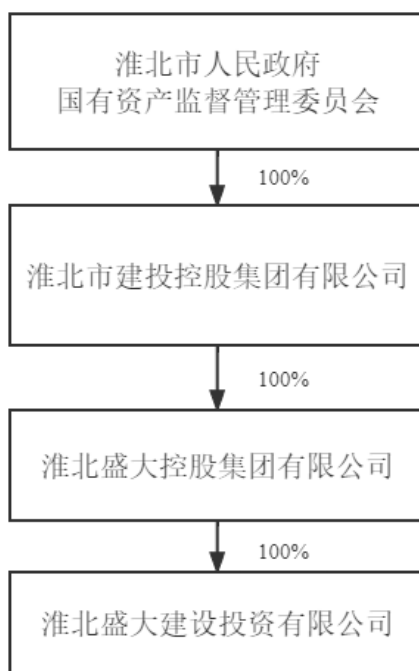 淮北市人民政府
国有资产监督管理委员会
100%
淮北市建投控股集团有限公司
100%
淮北盛大控股集团有限公司
100%
淮北盛大建设投资有限公司